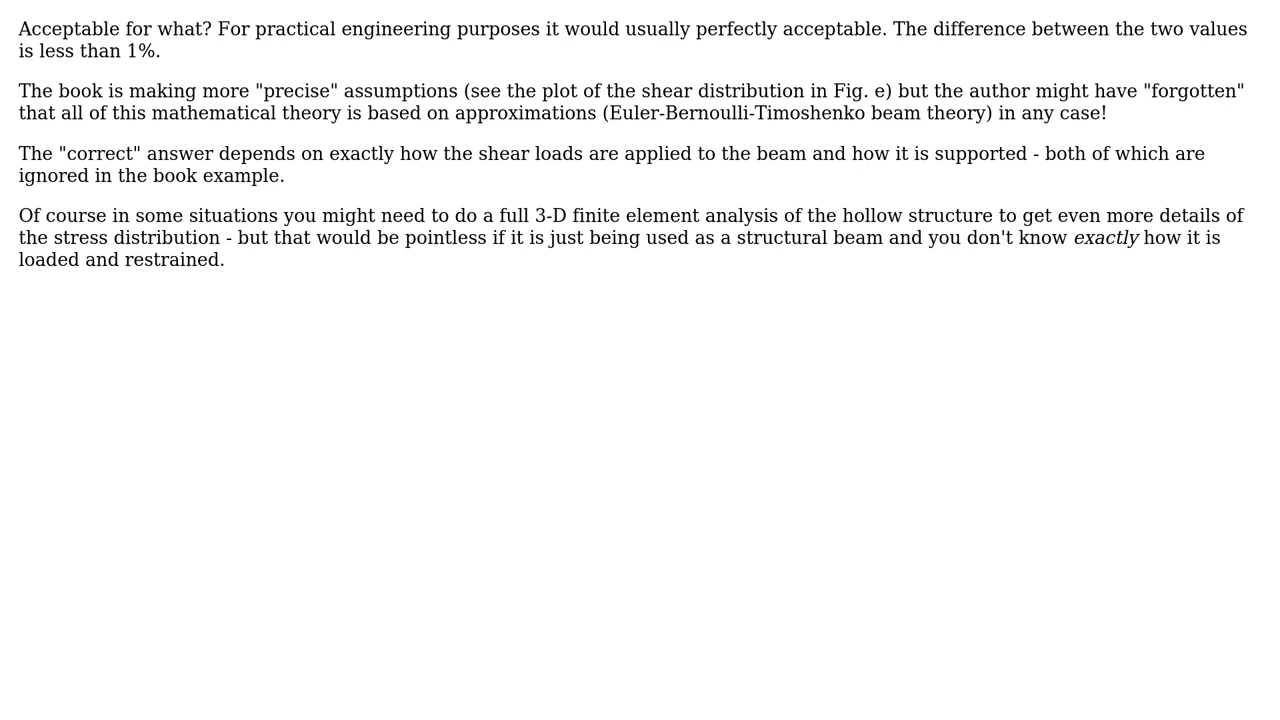 Acceptable for what? For practical engineering purposes it would usually perfectly acceptable. The difference between the two values
is less than 1%.
The book is making more "precise" assumptions (see the plot of the shear distribution in Fig. e) but the author might have "forgotten"
that all of this mathematical theory is based on approximations (Euler-Bernoulli-Timoshenko beam theory) in any case!
The "correct" answer depends on exactly how the shear loads are applied to the beam and how it is supported - both of which are
ignored in the book example.
Of course in some situations you might need to do a full 3-D finite element analysis of the hollow structure to get even more details of
the stress distribution - but that would be pointless if it is just being used as a structural beam and you don't know exactly how it is
loaded and restrained.